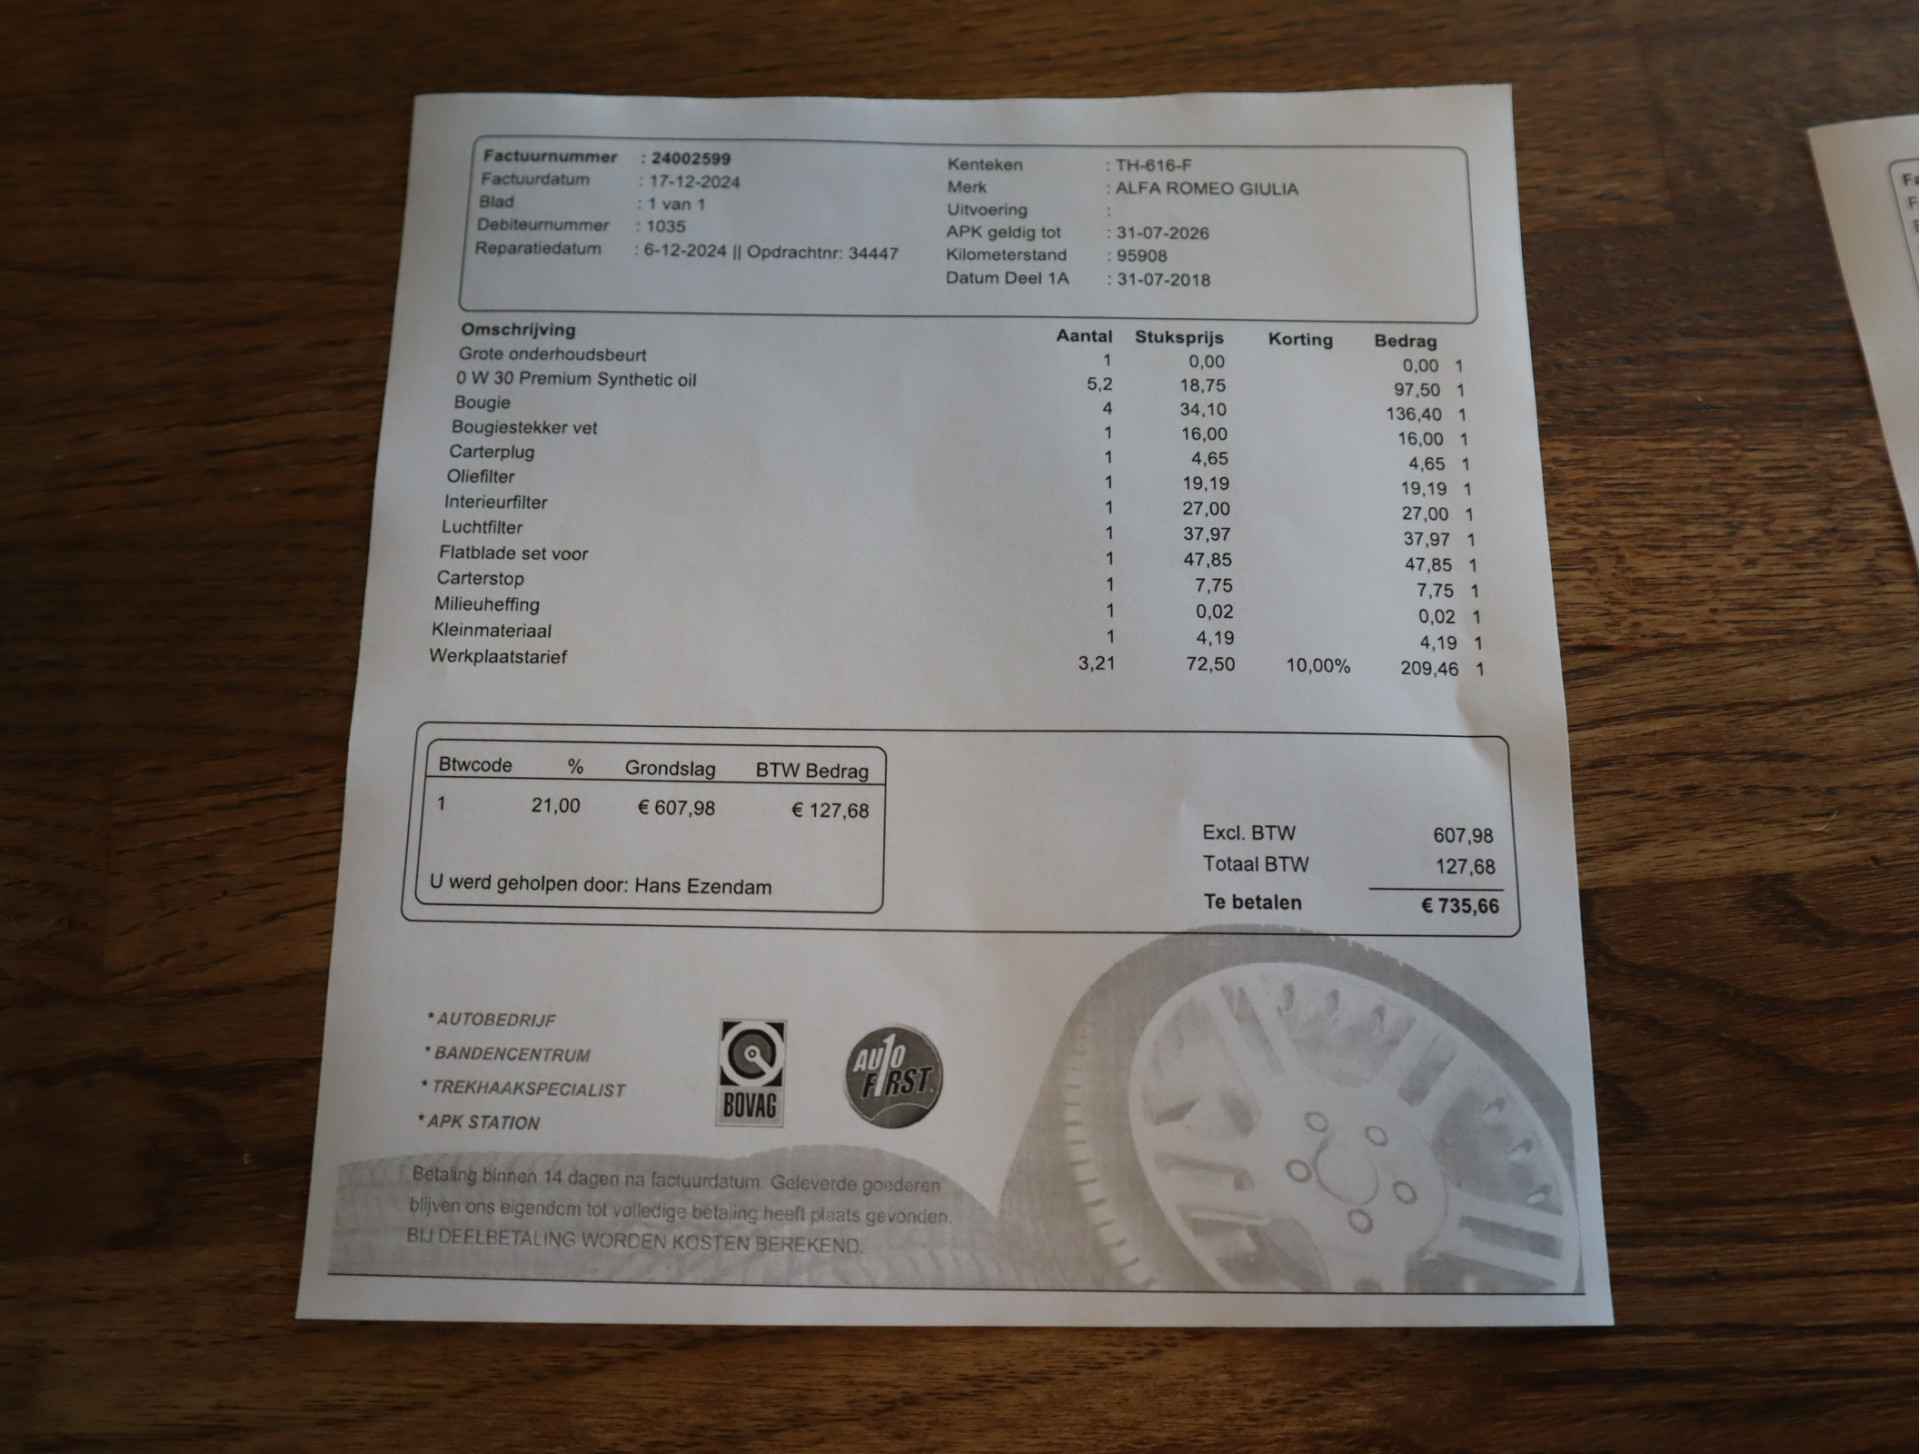 Factuurnummer : 24002599
Factuurdatum : 17-12-2024
Blad : 1 van 1
Debiteurnummer : 1035
Reparatiedatum : 6-12-2024 || Opdrachtnr: 34447
Kenteken : TH-616-F
Merk : ALFA ROMEO GIULIA
Uitvoering :
APK geldig tot : 31-07-2026
Kilometerstand : 95908
Datum Deel 1A : 31-07-2018
Omschrijving Aantal Stuksprijs Korting Bedrag
Grote onderhoudsbeurt 1 0,00 0,00 1
0 W 30 Premium Synthetic oil 5,2 18,75 97,50 1
Bougie 4 34,10 136,40 1
Bougiestekker vet 1 16,00 16,00 1
Carterplug 1 4,65 4,65 1
Oliefilter 1 19,19 19,19 1
Interieurfilter 1 27,00 27,00 1
Luchtfilter 1 37,97 37,97 1
Flatblade set voor 1 47,85 47,85 1
Carterstop 1 7,75 7,75 1
Milieuheffing 1 0,02 0,02 1
Kleinmateriaal 1 4,19 4,19 1
Werkplaatstarief 3,21 72,50 10,00% 209,46 1
Btwcode % Grondslag BTW Bedrag
1 21,00 € 607,98 € 127,68
U werd geholpen door: Hans Ezendam
Excl. BTW 607,98
Totaal BTW 127,68
Te betalen € 735,66
* AUTOBEDRIJF
* BANDENCENTRUM
* TREKHAAKSPECIALIST
* APK STATION
BOVAG
AUTO FIRST
Betaling binnen 14 dagen na factuurdatum. Geleverde goederen
blijven ons eigendom tot volledige betaling heeft plaats gevonden.
BIJ DEELBETALING WORDEN KOSTEN BEREKEND.